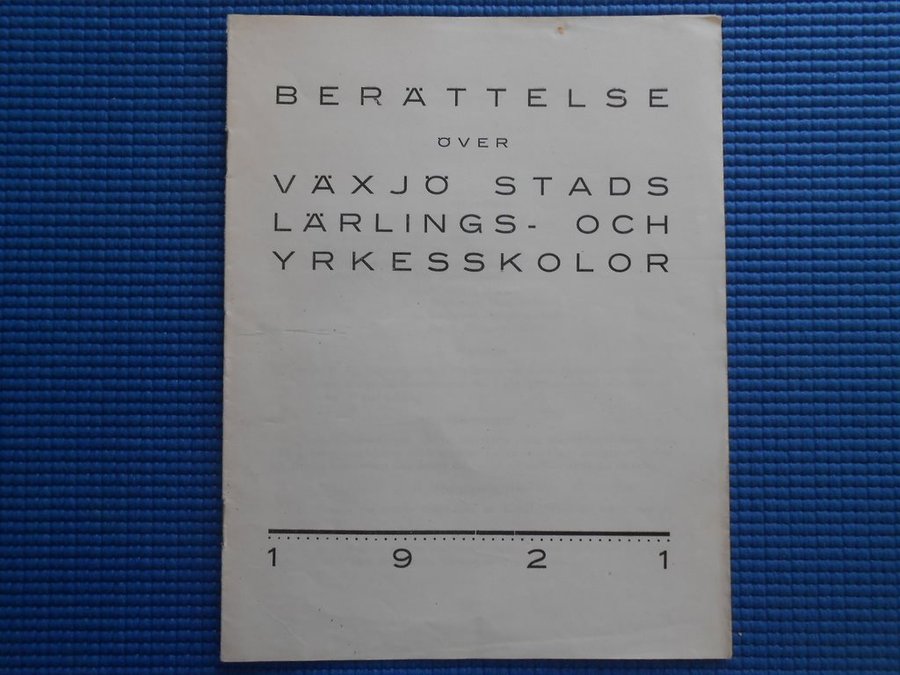 BERÄTTELSE
ÖVER
VÄXJÖ STADS
LÄRLINGS- OCH
YRKESSKOLOR
1 9 2 1